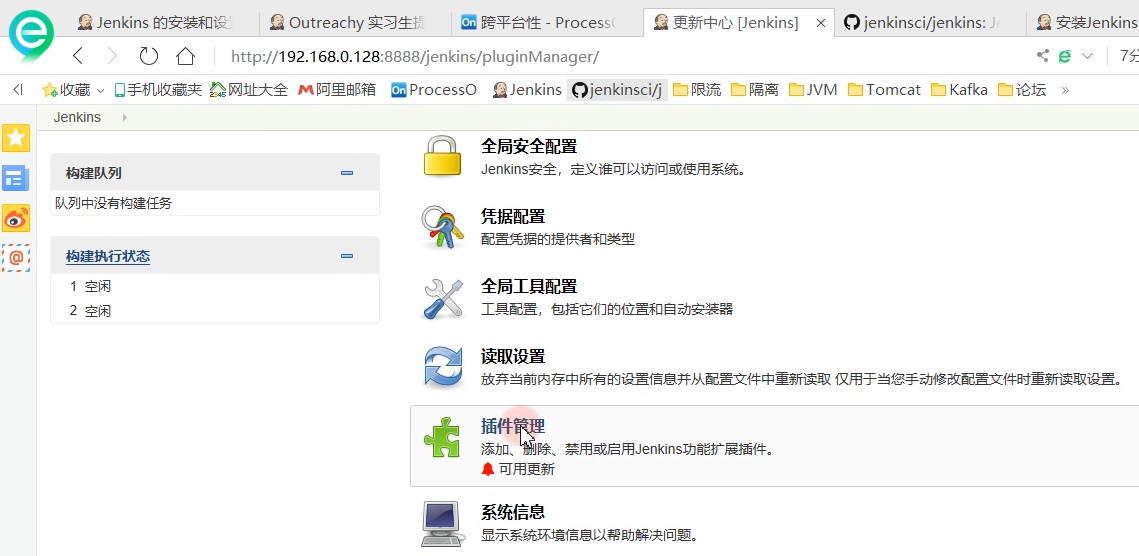 Jenkins 的安装和设
Outreachy 实习生提
On 跨平台性 - ProcessO
更新中心 [Jenkins]
jenkinsci/jenkins: Je
安装Jenkins
http://192.168.0.128:8888/jenkins/pluginManager/
7分
收藏 手机收藏夹 网址大全 阿里邮箱 On ProcessO Jenkins jenkinsci/j 限流 隔离 JVM Tomcat Kafka 论坛 »
Jenkins
构建队列
队列中没有构建任务
构建执行状态
1 空闲
2 空闲
全局安全配置
Jenkins安全，定义谁可以访问或使用系统。
凭据配置
配置凭据的提供者和类型
全局工具配置
工具配置，包括它们的位置和自动安装器
读取设置
放弃当前内存中所有的设置信息并从配置文件中重新读取 仅用于当您手动修改配置文件时重新读取设置。
插件管理
添加、删除、禁用或启用Jenkins功能扩展插件。
可用更新
系统信息
显示系统环境信息以帮助解决问题。